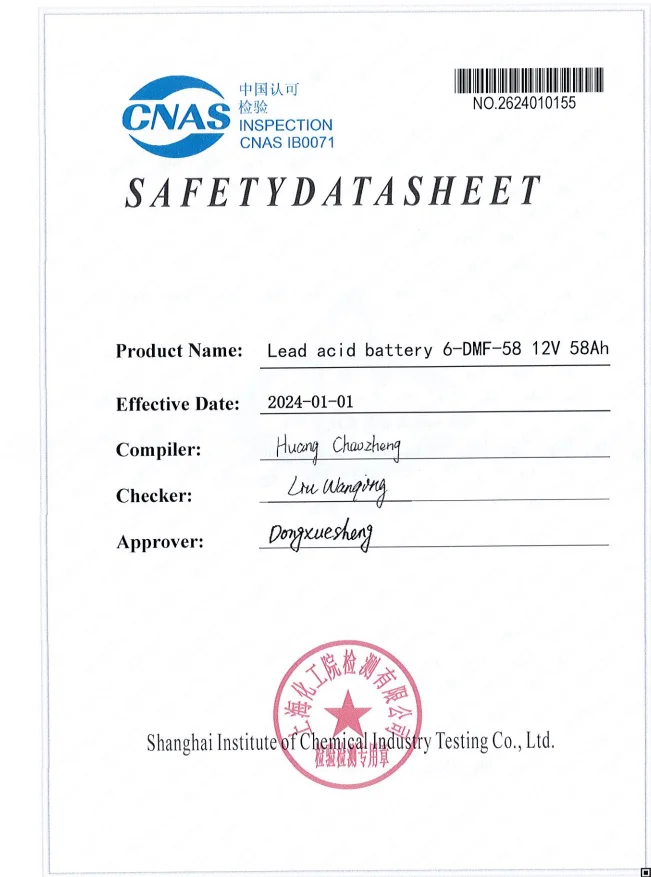 CNAS
中国认可
检验
INSPECTION
CNAS IB0071
NO.2624010155
SAFETYDATASHEET
Product Name: Lead acid battery 6-DMF-58 12V 58Ah
Effective Date: 2024-01-01
Compiler: Huang Chaozheng
Checker: Liu Wanqing
Approver: Dongxuesheng
上海化工院检测有限公司
Shanghai Institute of Chemical Industry Testing Co., Ltd.
检验检测专用章